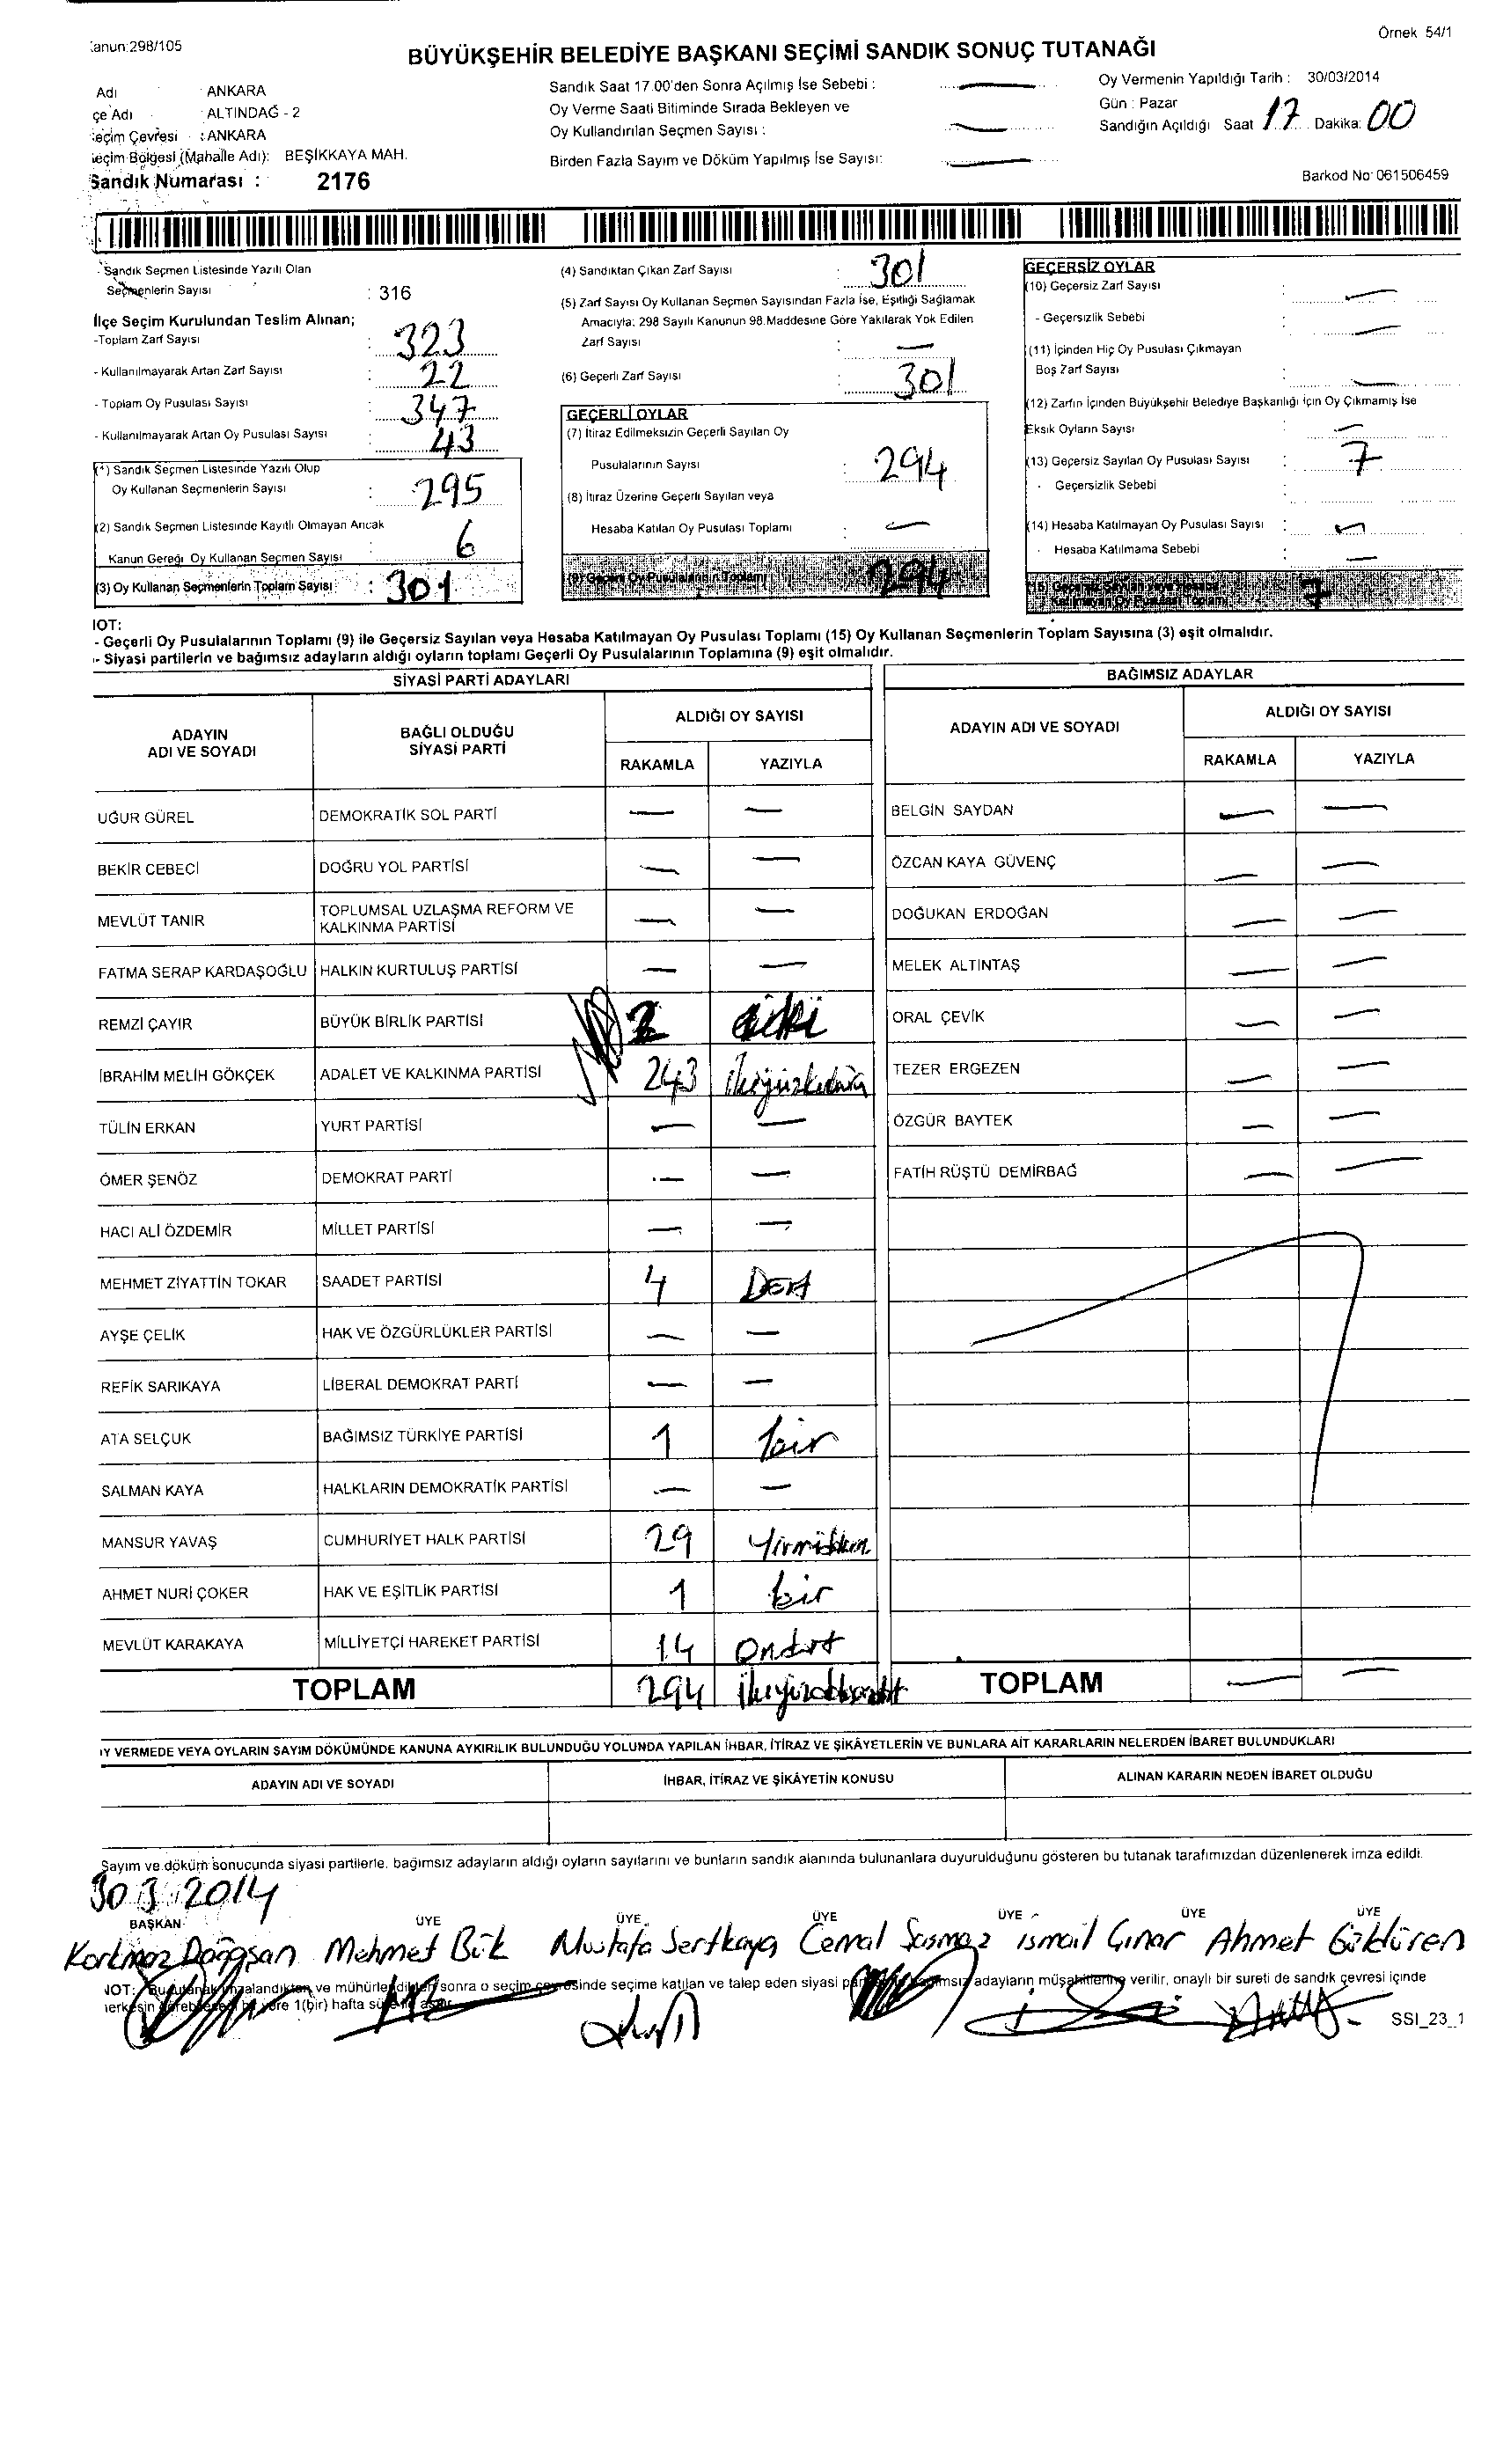 Kanun:298/105
Örnek 54/1
BÜYÜKŞEHİR BELEDİYE BAŞKANI SEÇİMİ SANDIK SONUÇ TUTANAĞI
Adı : ANKARA
çe Adı : ALTINDAĞ - 2
eçim Çevresi : ANKARA
eçim Bölgesi (Mahalle Adı): BEŞİKKAYA MAH.
Sandık Numarası : 2176
Sandık Saat 17.00'den Sonra Açılmış İse Sebebi : —
Oy Verme Saati Bitiminde Sırada Bekleyen ve
Oy Kullandırılan Seçmen Sayısı : —
Birden Fazla Sayım ve Döküm Yapılmış İse Sayısı: —
Oy Vermenin Yapıldığı Tarih : 30/03/2014
Gün : Pazar
Sandığın Açıldığı Saat 17 Dakika: 00
Barkod No: 061506459
- Sandık Seçmen Listesinde Yazılı Olan
Seçmenlerin Sayısı : 316
İlçe Seçim Kurulundan Teslim Alınan;
-Toplam Zarf Sayısı : 323
- Kullanılmayarak Artan Zarf Sayısı : 22
- Toplam Oy Pusulası Sayısı : 347
- Kullanılmayarak Artan Oy Pusulası Sayısı : 43
(1) Sandık Seçmen Listesinde Yazılı Olup
Oy Kullanan Seçmenlerin Sayısı : 295
(2) Sandık Seçmen Listesinde Kayıtlı Olmayan Ancak
Kanun Gereği Oy Kullanan Seçmen Sayısı : 6
(3) Oy Kullanan Seçmenlerin Toplam Sayısı : 301
(4) Sandıktan Çıkan Zarf Sayısı : 301
(5) Zarf Sayısı Oy Kullanan Seçmen Sayısından Fazla İse, Eşitliği Sağlamak
Amacıyla; 298 Sayılı Kanunun 98.Maddesine Göre Yakılarak Yok Edilen
Zarf Sayısı : —
(6) Geçerli Zarf Sayısı : 301
GEÇERLİ OYLAR
(7) İtiraz Edilmeksizin Geçerli Sayılan Oy
Pusulalarının Sayısı : 294
(8) İtiraz Üzerine Geçerli Sayılan veya
Hesaba Katılan Oy Pusulası Toplamı : —
(9) Geçerli Oy Pusulalarının Toplamı 294
GEÇERSİZ OYLAR
(10) Geçersiz Zarf Sayısı : —
- Geçersizlik Sebebi : —
(11) İçinden Hiç Oy Pusulası Çıkmayan
Boş Zarf Sayısı : —
(12) Zarfın İçinden Büyükşehir Belediye Başkanlığı İçin Oy Çıkmamış İse
Eksik Oyların Sayısı : —
(13) Geçersiz Sayılan Oy Pusulası Sayısı : 7
- Geçersizlik Sebebi :
(14) Hesaba Katılmayan Oy Pusulası Sayısı : —
- Hesaba Katılmama Sebebi : —
(15) Geçersiz Sayılan veya Hesaba
Katılmayan Oy Pusulası Toplamı 7
NOT:
- Geçerli Oy Pusulalarının Toplamı (9) ile Geçersiz Sayılan veya Hesaba Katılmayan Oy Pusulası Toplamı (15) Oy Kullanan Seçmenlerin Toplam Sayısına (3) eşit olmalıdır.
- Siyasi partilerin ve bağımsız adayların aldığı oyların toplamı Geçerli Oy Pusulalarının Toplamına (9) eşit olmalıdır.
SİYASİ PARTİ ADAYLARI
ADAYIN ADI VE SOYADI BAĞLI OLDUĞU SİYASİ PARTİ ALDIĞI OY SAYISI
RAKAMLA YAZIYLA
UĞUR GÜREL DEMOKRATİK SOL PARTİ — —
BEKİR CEBECİ DOĞRU YOL PARTİSİ — —
MEVLÜT TANIR TOPLUMSAL UZLAŞMA REFORM VE KALKINMA PARTİSİ — —
FATMA SERAP KARDAŞOĞLU HALKIN KURTULUŞ PARTİSİ — —
REMZİ ÇAYIR BÜYÜK BİRLİK PARTİSİ 2 iki
İBRAHİM MELİH GÖKÇEK ADALET VE KALKINMA PARTİSİ 243
TÜLİN ERKAN YURT PARTİSİ — —
ÖMER ŞENÖZ DEMOKRAT PARTİ — —
HACI ALİ ÖZDEMİR MİLLET PARTİSİ — —
MEHMET ZİYATTİN TOKAR SAADET PARTİSİ 4 Dört
AYŞE ÇELİK HAK VE ÖZGÜRLÜKLER PARTİSİ — —
REFİK SARIKAYA LİBERAL DEMOKRAT PARTİ — —
ATA SELÇUK BAĞIMSIZ TÜRKİYE PARTİSİ 1 bir
SALMAN KAYA HALKLARIN DEMOKRATİK PARTİSİ — —
MANSUR YAVAŞ CUMHURİYET HALK PARTİSİ 29
AHMET NURİ ÇOKER HAK VE EŞİTLİK PARTİSİ 1 bir
MEVLÜT KARAKAYA MİLLİYETÇİ HAREKET PARTİSİ 14 ondört
TOPLAM 294
BAĞIMSIZ ADAYLAR
ADAYIN ADI VE SOYADI ALDIĞI OY SAYISI
RAKAMLA YAZIYLA
BELGİN SAYDAN — —
ÖZCAN KAYA GÜVENÇ — —
DOĞUKAN ERDOĞAN — —
MELEK ALTINTAŞ — —
ORAL ÇEVİK — —
TEZER ERGEZEN — —
ÖZGÜR BAYTEK — —
FATİH RÜŞTÜ DEMİRBAĞ — —
TOPLAM — —
OY VERMEDE VEYA OYLARIN SAYIM DÖKÜMÜNDE KANUNA AYKIRILIK BULUNDUĞU YOLUNDA YAPILAN İHBAR, İTİRAZ VE ŞİKÂYETLERİN VE BUNLARA AİT KARARLARIN NELERDEN İBARET BULUNDUKLARI
ADAYIN ADI VE SOYADI İHBAR, İTİRAZ VE ŞİKÂYETİN KONUSU ALINAN KARARIN NEDEN İBARET OLDUĞU
Sayım ve döküm sonucunda siyasi partilerle, bağımsız adayların aldığı oyların sayılarını ve bunların sandık alanında bulunanlara duyurulduğunu gösteren bu tutanak tarafımızdan düzenlenerek imza edildi.
30.3.2014
BAŞKAN ÜYE ÜYE ÜYE ÜYE ÜYE ÜYE
Korkmaz Mehmet Bük Mustafa Sertkaya Cemal Susmaz ismail Çınar Ahmet Göktüren
NOT: Bu tutanak imzalandıktan ve mühürlendikten sonra o seçim çevresinde seçime katılan ve talep eden siyasi parti bağımsız adayların müşahitlerine verilir, onaylı bir sureti de sandık çevresi içinde
herkesin görebileceği bir yere 1(bir) hafta süre ile asılır.
SSI_23_1